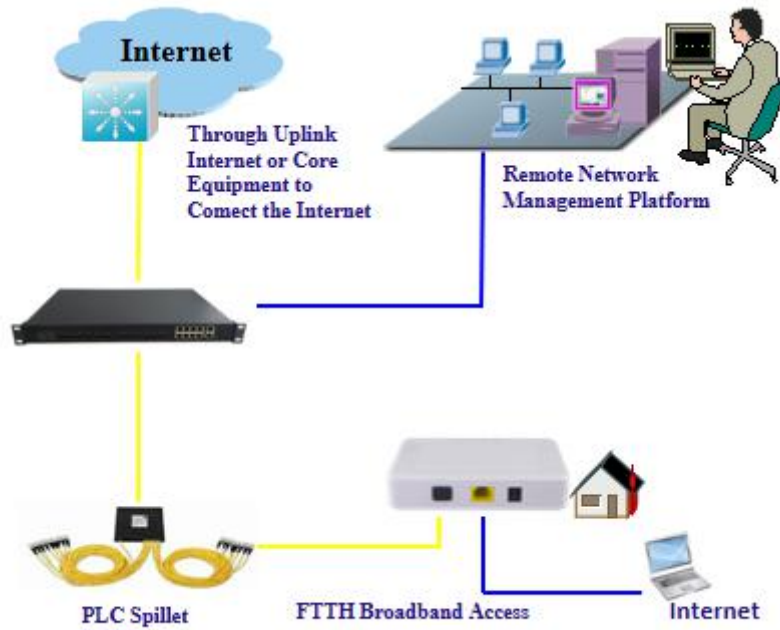 Internet
Through Uplink
Internet or Core
Equipment to
Comect the Internet
Remote Network
Management Platform
PLC Spillet
FTTH Broadband Access
Internet